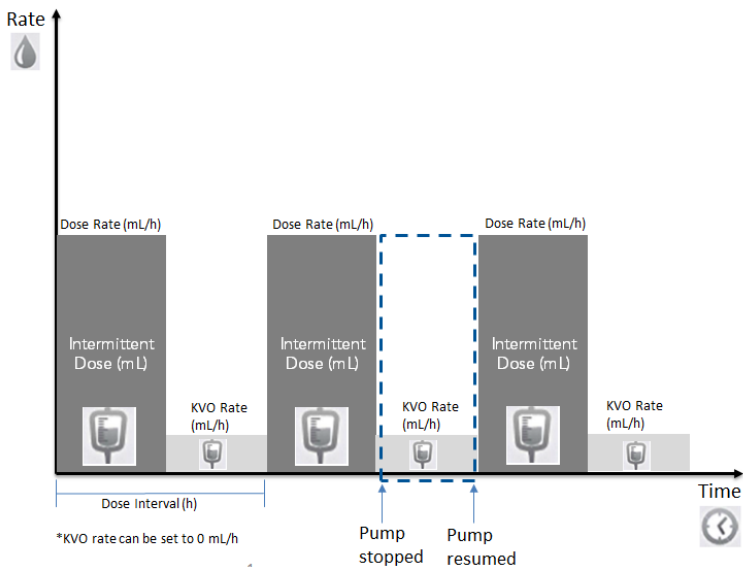 Rate
Dose Rate (mL/h)
Dose Rate (mL/h)
Dose Rate (mL/h)
Intermittent
Dose (mL)
Intermittent
Dose (mL)
Intermittent
Dose (mL)
KVO Rate
(mL/h)
KVO Rate
(mL/h)
KVO Rate
(mL/h)
Time
Dose Interval (h)
*KVO rate can be set to 0 mL/h
Pump
stopped
Pump
resumed